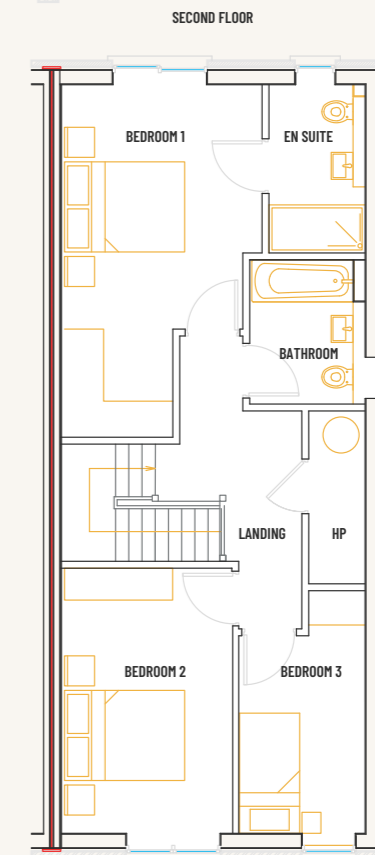 SECOND FLOOR
BEDROOM 1
EN SUITE
BATHROOM
LANDING
HP
BEDROOM 2
BEDROOM 3